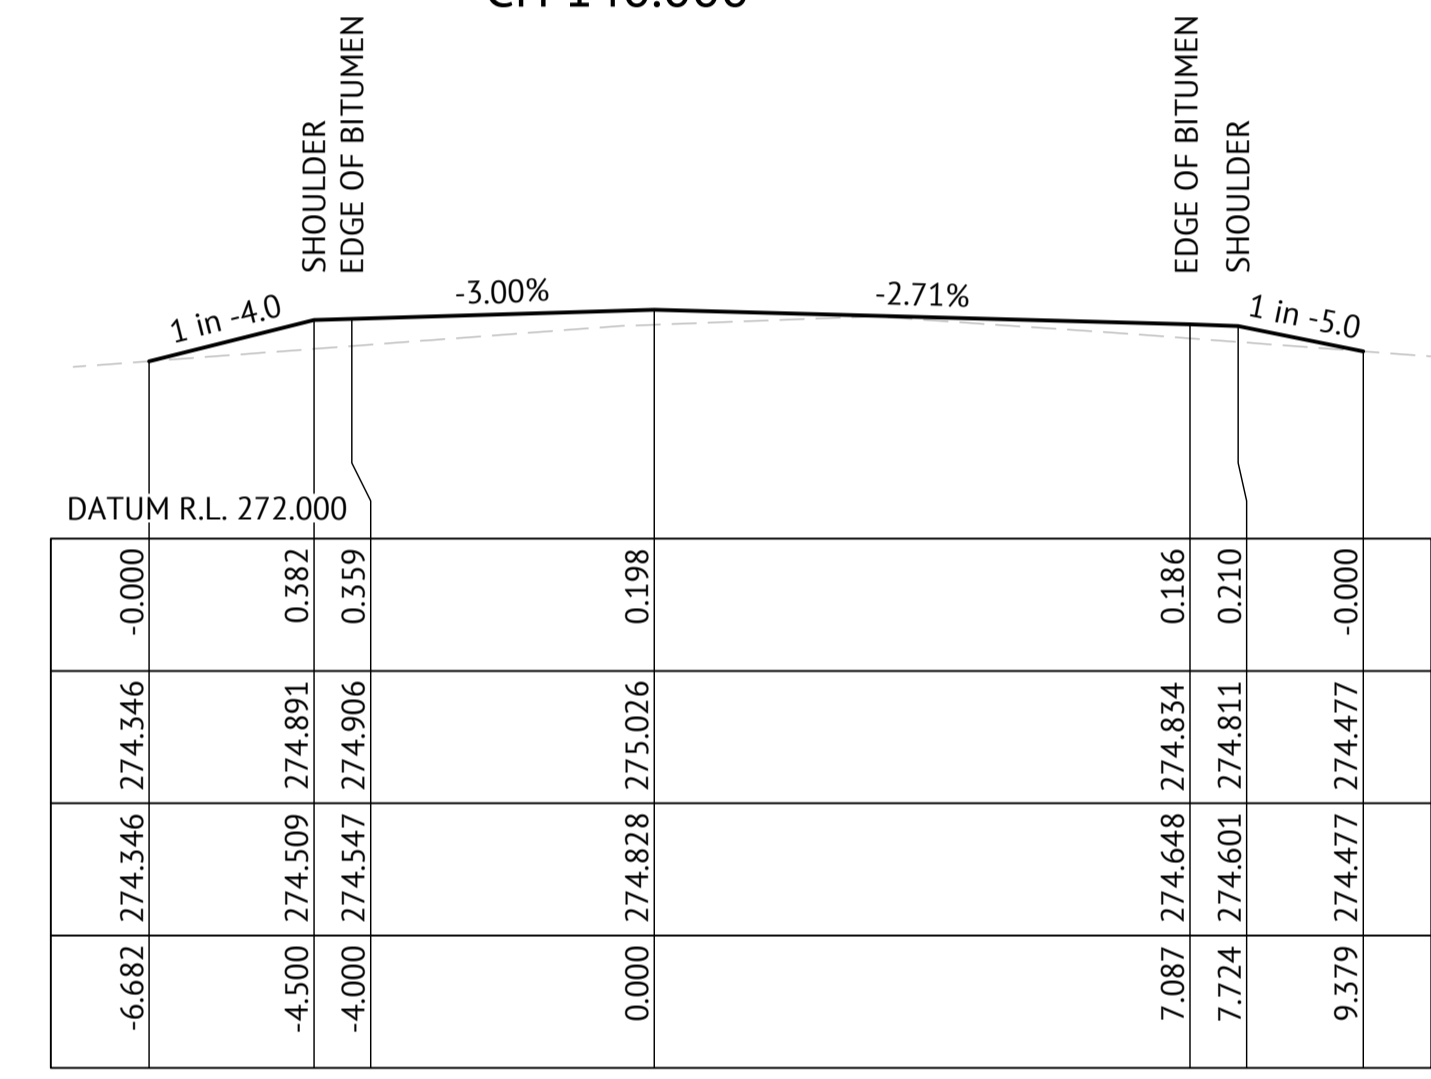 EDGE OF BITUMEN
EDGE OF BITUMEN
SHOULDER
SHOULDER
1 in -4.0
-3.00%
-2.71%
1 in -5.0
DATUM R.L. 272.000
-0.000 0.382 0.359 0.198 0.186 0.210 -0.000
274.346 274.891 274.906 275.026 274.834 274.811 274.477
274.346 274.509 274.547 274.828 274.648 274.601 274.477
-6.682 -4.500 -4.000 0.000 7.087 7.724 9.379